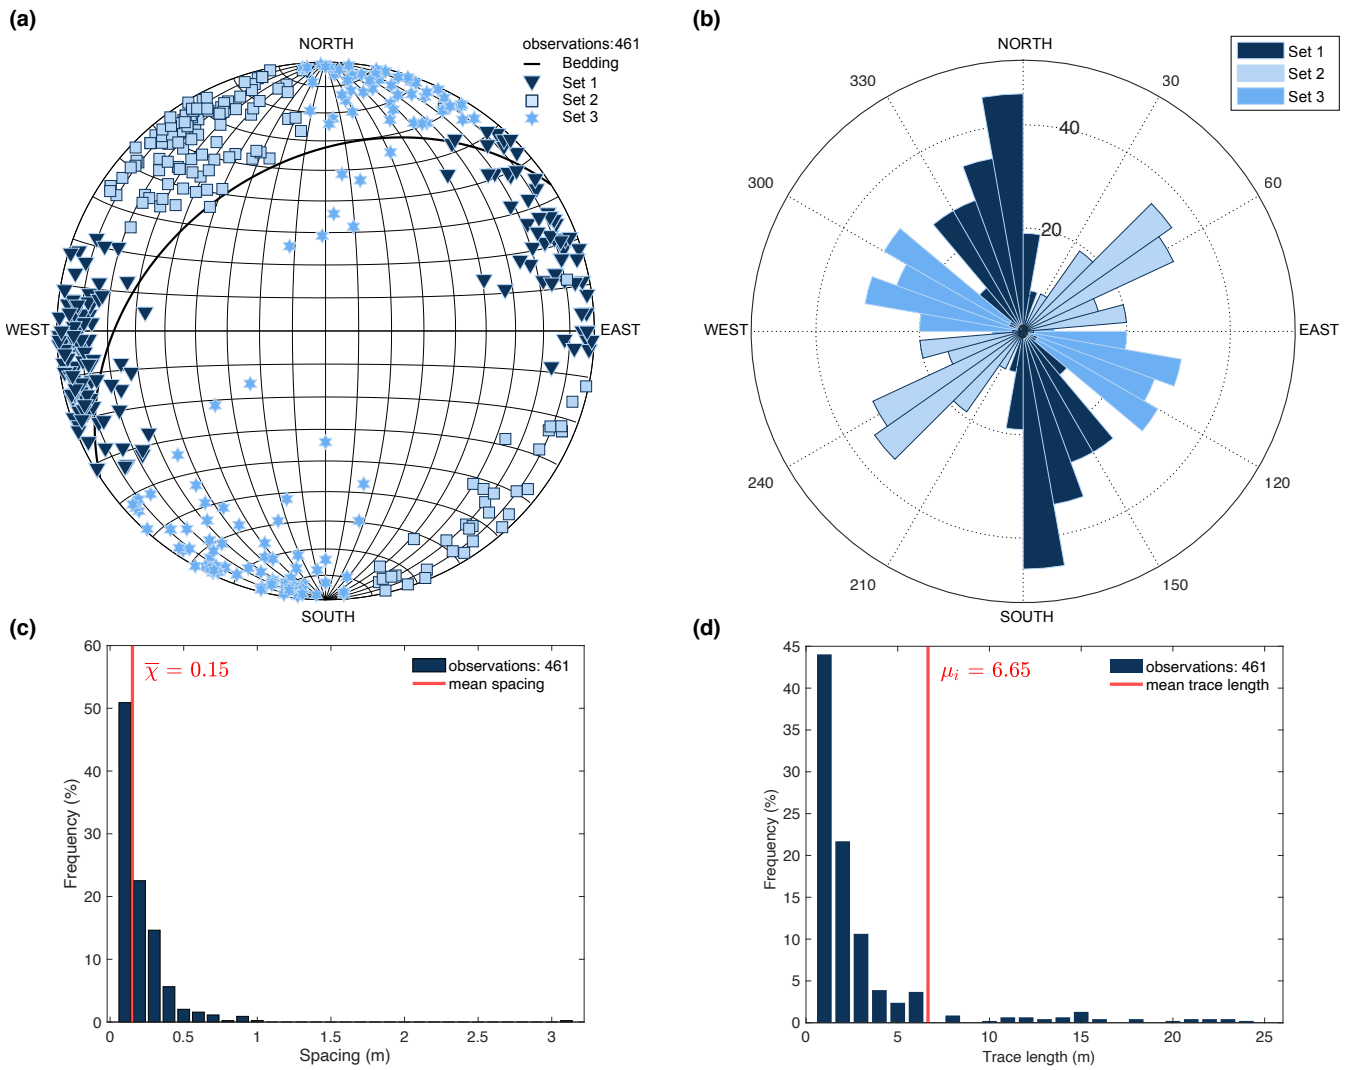 (a)
NORTH
observations:461
Bedding
Set 1
Set 2
Set 3
WEST
EAST
SOUTH
(b)
NORTH
Set 1
Set 2
Set 3
330
30
40
300
60
20
WEST
EAST
240
120
210
150
SOUTH
(c)
60
50
40
30
20
10
0
Frequency (%)
χ̅ = 0.15
observations: 461
mean spacing
0
0.5
1
1.5
2
2.5
3
Spacing (m)
(d)
45
40
35
30
25
20
15
10
5
0
Frequency (%)
μi = 6.65
observations: 461
mean trace length
0
5
10
15
20
25
Trace length (m)